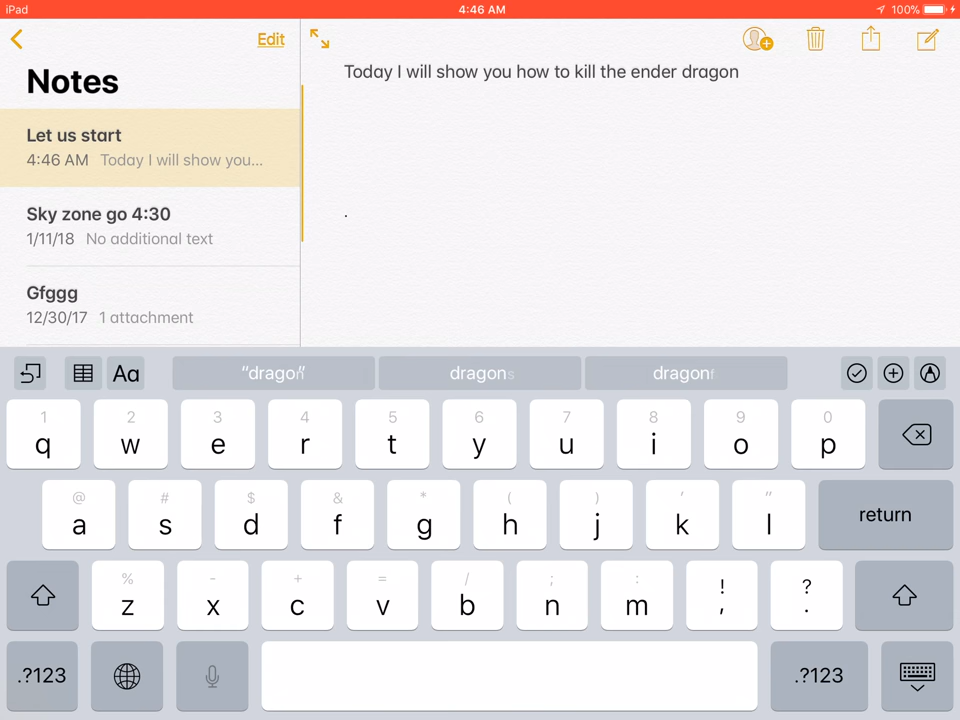 iPad
4:46 AM
100%
Edit
Notes
Let us start
4:46 AM Today I will show you...
Sky zone go 4:30
1/11/18 No additional text
Gfggg
12/30/17 1 attachment
Today I will show you how to kill the ender dragon
.
Aa
"dragon" dragons dragonf
1 2 3 4 5 6 7 8 9 0
q w e r t y u i o p
@ # $ & * ( ) ' "
a s d f g h j k l return
% - + = / ; : ! ?
z x c v b n m , .
.?123 .?123